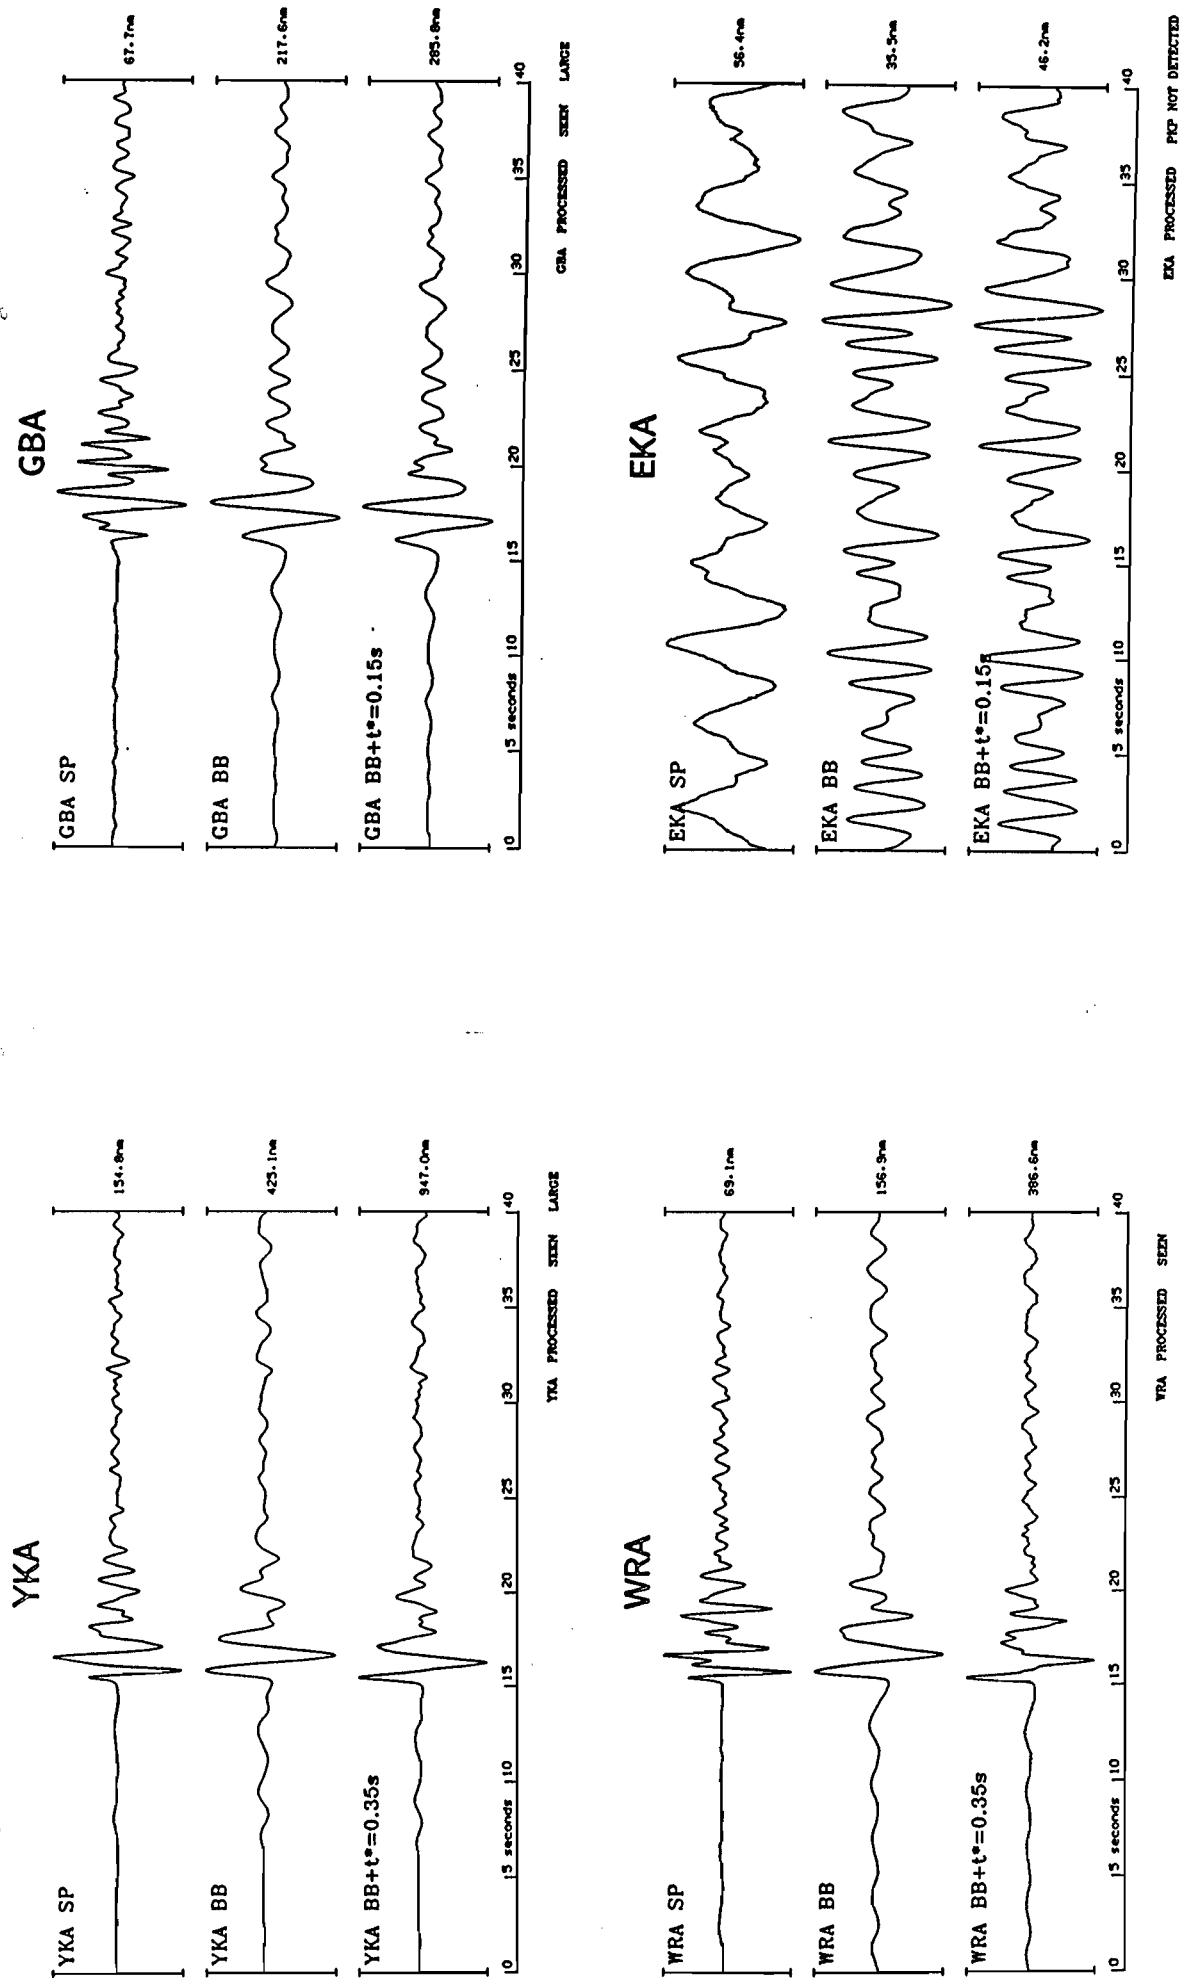 YKA
YKA SP
154.8nm
YKA BB
425.1nm
YKA BB+t*=0.35s
947.0nm
|0 |5 seconds |10 |15 |20 |25 |30 |35 |40
YKA PROCESSED SEEN LARGE
GBA
GBA SP
67.7nm
GBA BB
217.6nm
GBA BB+t*=0.15s
285.8nm
|0 |5 seconds |10 |15 |20 |25 |30 |35 |40
GBA PROCESSED SEEN LARGE
WRA
WRA SP
69.1nm
WRA BB
156.9nm
WRA BB+t*=0.35s
386.6nm
|0 |5 seconds |10 |15 |20 |25 |30 |35 |40
WRA PROCESSED SEEN
EKA
EKA SP
56.4nm
EKA BB
35.5nm
EKA BB+t*=0.15s
46.2nm
|0 |5 seconds |10 |15 |20 |25 |30 |35 |40
EKA PROCESSED PKP NOT DETECTED